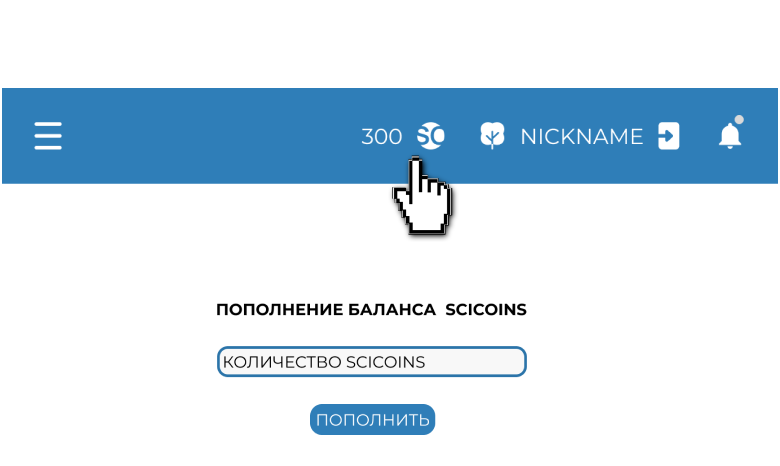 300 SC NICKNAME
ПОПОЛНЕНИЕ БАЛАНСА SCICOINS
КОЛИЧЕСТВО SCICOINS
ПОПОЛНИТЬ